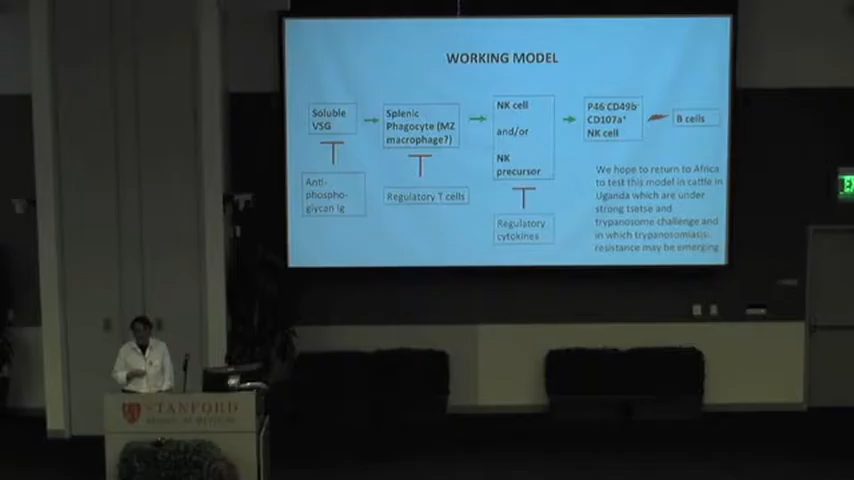 WORKING MODEL
Soluble
VSG
Splenic
Phagocyte (MZ
macrophage?)
NK cell
and/or
NK
precursor
P46 CD49b-
CD107a+
NK cell
B cells
Anti-
phospho-
glycan Ig
Regulatory T cells
Regulatory
cytokines
We hope to return to Africa
to test this model in cattle in
Uganda which are under
strong tsetse and
trypanosome challenge and
in which trypanosomiasis
resistance may be emerging
STANFORD